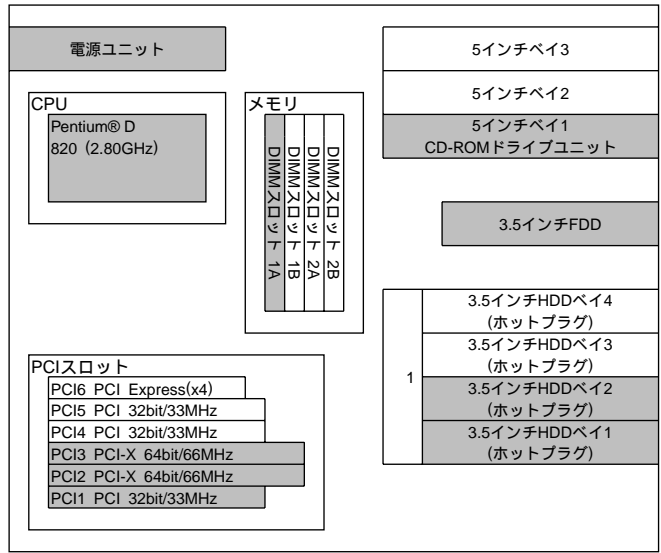 電源ユニット
5インチベイ3
5インチベイ2
5インチベイ1
CD-ROMドライブユニット
CPU
Pentium® D
820 (2.80GHz)
メモリ
DIMMスロット 1A
DIMMスロット 1B
DIMMスロット 2A
DIMMスロット 2B
3.5インチFDD
1
3.5インチHDDベイ4
(ホットプラグ)
3.5インチHDDベイ3
(ホットプラグ)
3.5インチHDDベイ2
(ホットプラグ)
3.5インチHDDベイ1
(ホットプラグ)
PCIスロット
PCI6 PCI Express(x4)
PCI5 PCI 32bit/33MHz
PCI4 PCI 32bit/33MHz
PCI3 PCI-X 64bit/66MHz
PCI2 PCI-X 64bit/66MHz
PCI1 PCI 32bit/33MHz